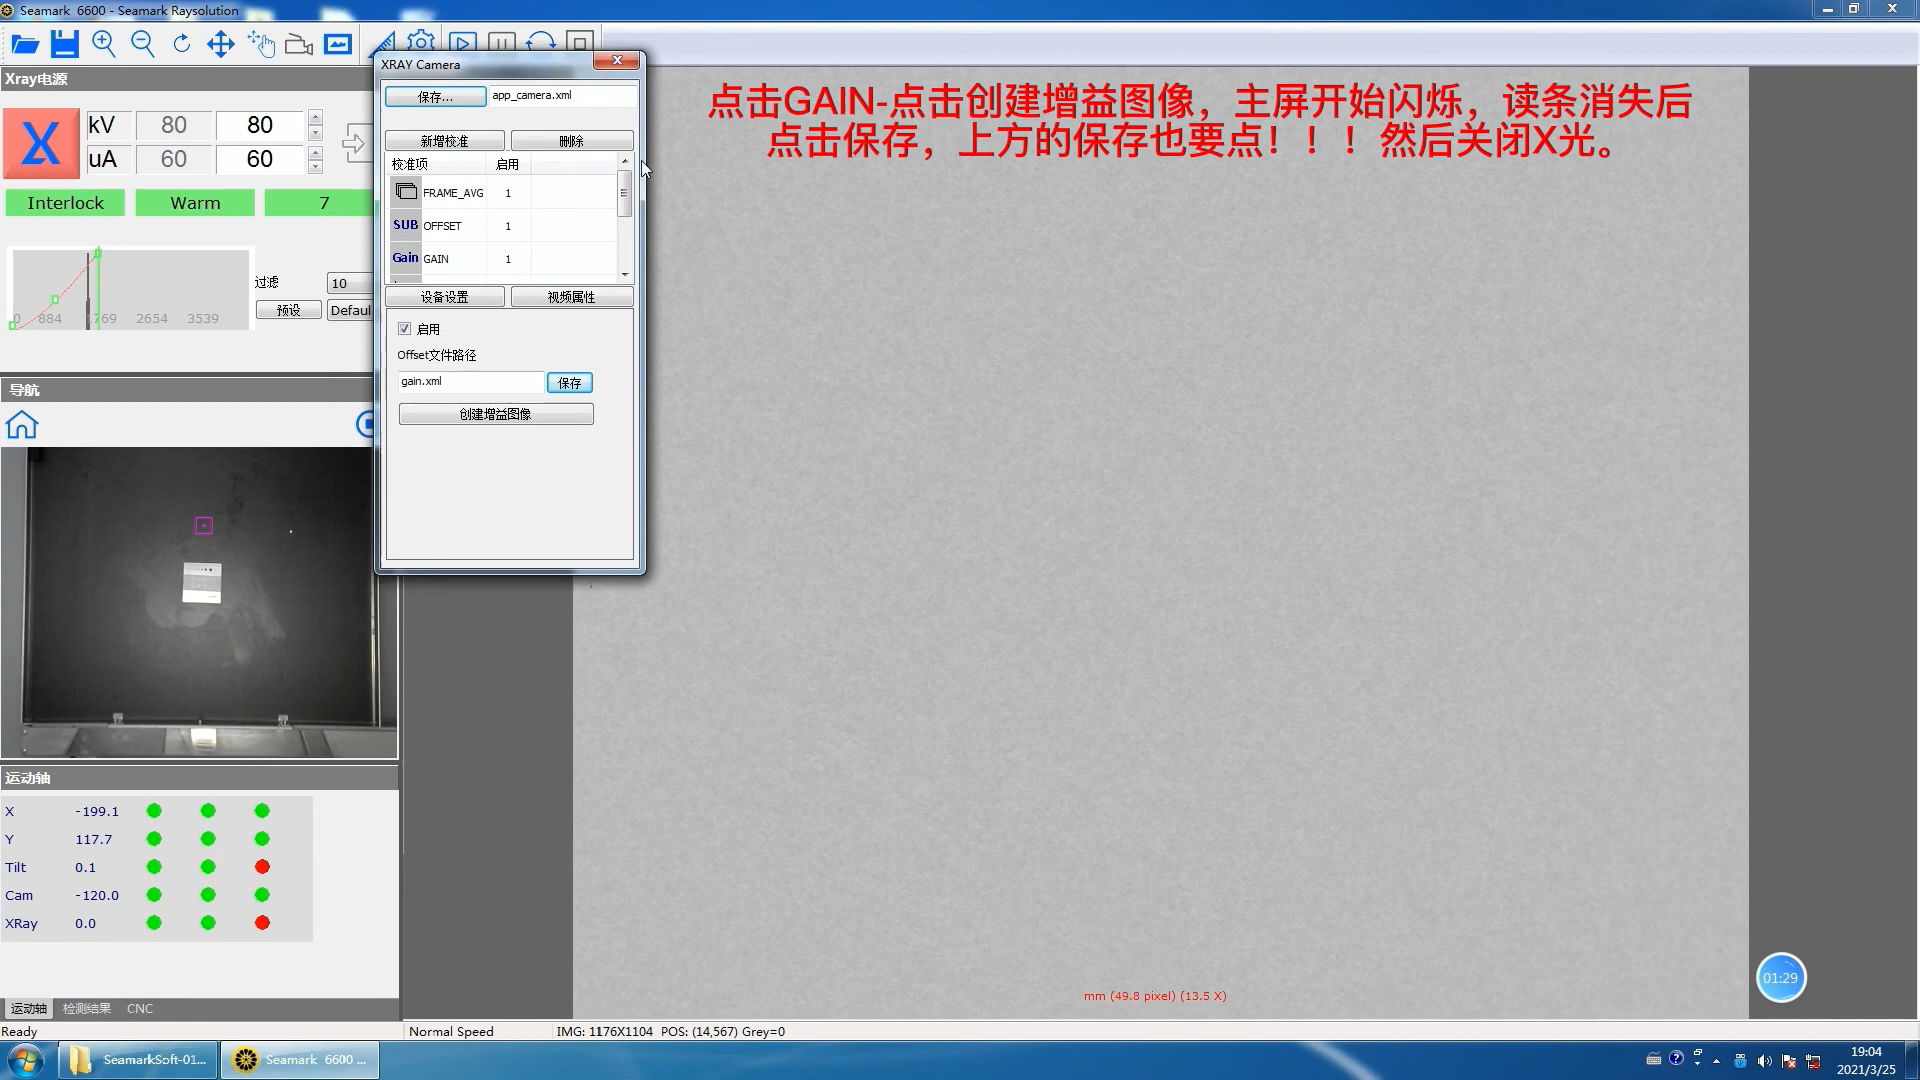 Seamark  6600 - Seamark Raysolution
Xray电源
kV 80 80
uA 60 60
Interlock Warm 7
过滤 10
预设 Defaul
0 884 1769 2654 3539
导航
XRAY Camera
保存... app_camera.xml
新增校准 删除
校准项 启用
FRAME_AVG 1
SUB OFFSET 1
Gain GAIN 1
设备设置 视频属性
启用
Offset文件路径
gain.xml 保存
创建增益图像
点击GAIN-点击创建增益图像，主屏开始闪烁，读条消失后
点击保存，上方的保存也要点！！！然后关闭X光。
运动轴
X -199.1
Y 117.7
Tilt 0.1
Cam -120.0
XRay 0.0
运动轴 检测结果 CNC
mm (49.8 pixel) (13.5 X)
01:29
Ready Normal Speed IMG: 1176X1104 POS: (14,567) Grey=0
SeamarkSoft-01... Seamark  6600 ...
19:04
2021/3/25